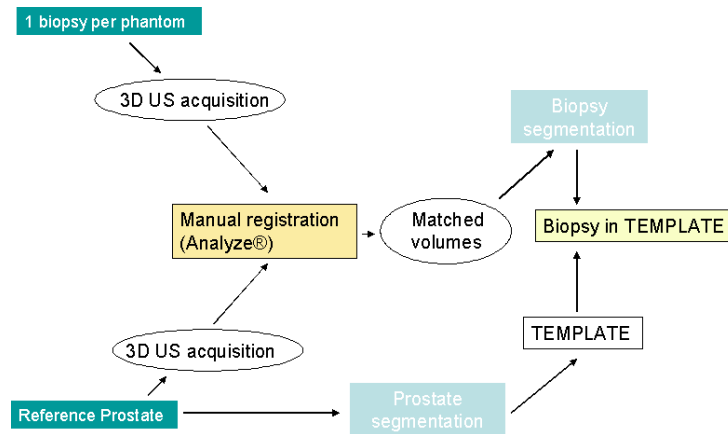 1 biopsy per phantom
3D US acquisition
Biopsy
segmentation
Manual registration
(Analyze®)
Matched
volumes
Biopsy in TEMPLATE
3D US acquisition
TEMPLATE
Reference Prostate
Prostate
segmentation